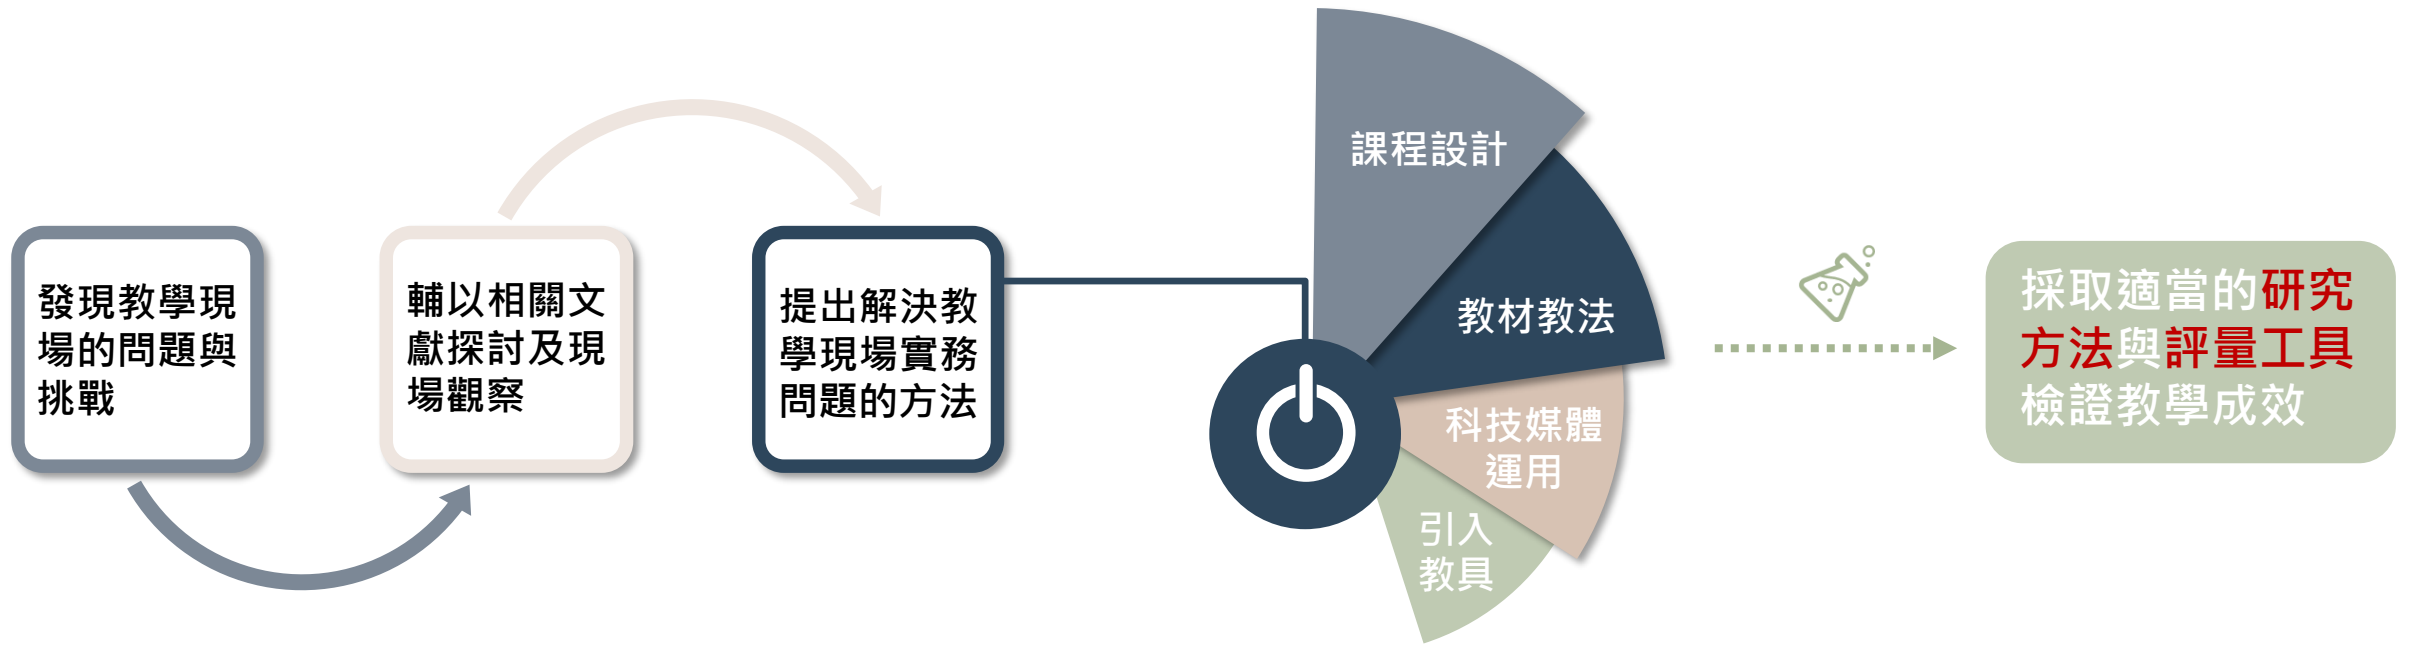 發現教學現
場的問題與
挑戰
輔以相關文
獻探討及現
場觀察
提出解決教
學現場實務
問題的方法
課程設計
教材教法
科技媒體
運用
引入
教具
採取適當的研究
方法與評量工具
檢證教學成效